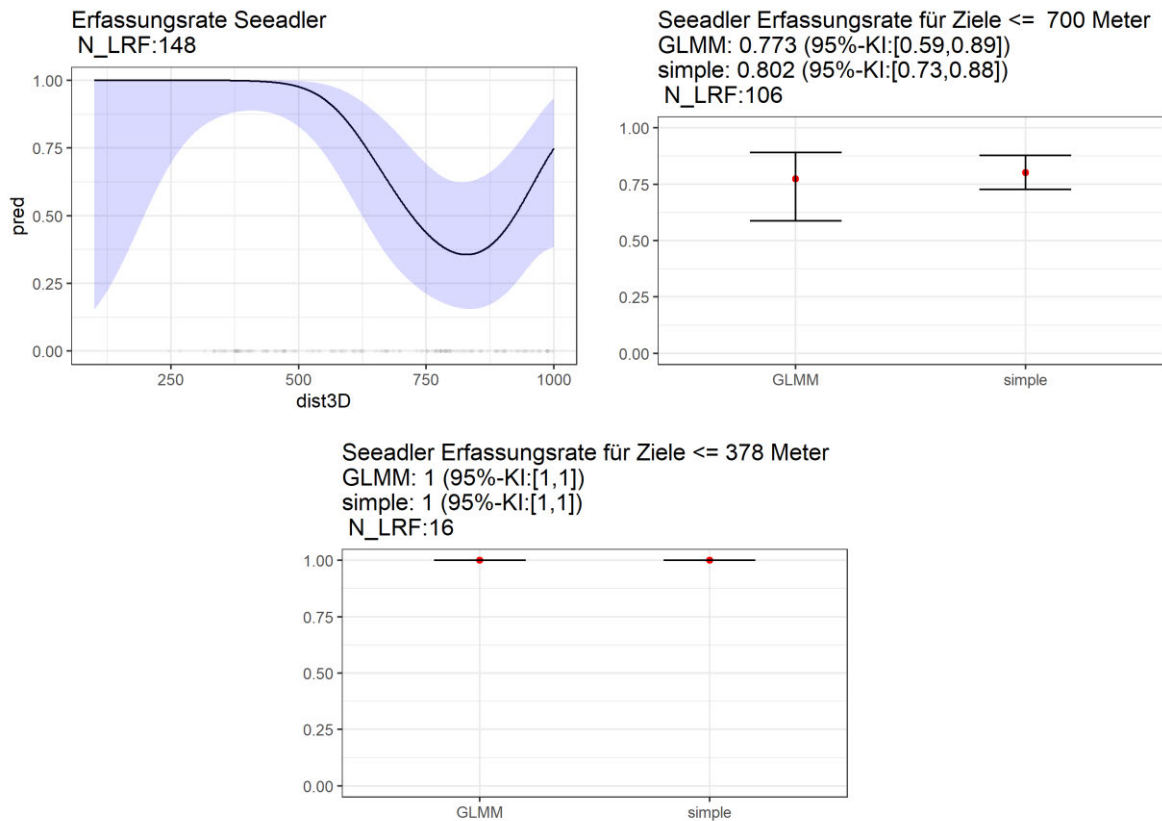 Erfassungsrate Seeadler
N_LRF:148
1.00
0.75
0.50
0.25
0.00
pred
250
500
750
1000
dist3D
Seeadler Erfassungsrate für Ziele <= 700 Meter
GLMM: 0.773 (95%-KI:[0.59,0.89])
simple: 0.802 (95%-KI:[0.73,0.88])
N_LRF:106
1.00
0.75
0.50
0.25
0.00
GLMM
simple
Seeadler Erfassungsrate für Ziele <= 378 Meter
GLMM: 1 (95%-KI:[1,1])
simple: 1 (95%-KI:[1,1])
N_LRF:16
1.00
0.75
0.50
0.25
0.00
GLMM
simple